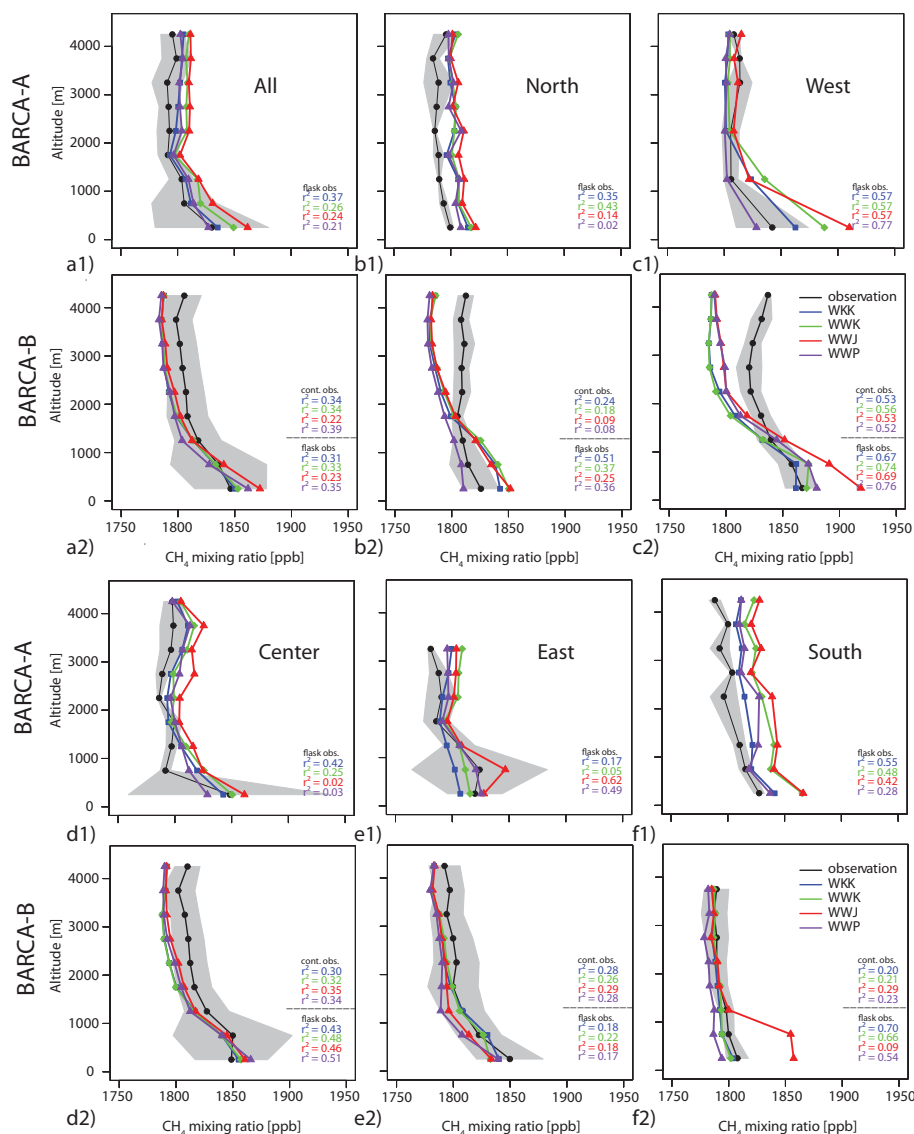 BARCA-A
Altitude [m]
4000
3000
2000
1000
0
All
flask obs.
r² = 0.37
r² = 0.26
r² = 0.24
r² = 0.21
a1)
North
flask obs.
r² = 0.35
r² = 0.43
r² = 0.14
r² = 0.02
b1)
West
flask obs.
r² = 0.57
r² = 0.57
r² = 0.57
r² = 0.77
c1)
BARCA-B
Altitude [m]
4000
3000
2000
1000
0
cont. obs.
r² = 0.34
r² = 0.34
r² = 0.22
r² = 0.39
flask obs.
r² = 0.31
r² = 0.33
r² = 0.23
r² = 0.35
1750 1800 1850 1900 1950
a2)
CH₄ mixing ratio [ppb]
cont. obs.
r² = 0.24
r² = 0.18
r² = 0.09
r² = 0.08
flask obs.
r² = 0.51
r² = 0.37
r² = 0.25
r² = 0.36
1750 1800 1850 1900 1950
b2)
CH₄ mixing ratio [ppb]
observation
WKK
WWK
WWJ
WWP
cont. obs.
r² = 0.53
r² = 0.56
r² = 0.53
r² = 0.52
flask obs.
r² = 0.67
r² = 0.74
r² = 0.69
r² = 0.76
1750 1800 1850 1900 1950
c2)
CH₄ mixing ratio [ppb]
BARCA-A
Altitude [m]
4000
3000
2000
1000
0
Center
flask obs.
r² = 0.42
r² = 0.25
r² = 0.02
r² = 0.03
d1)
East
flask obs.
r² = 0.17
r² = 0.05
r² = 0.62
r² = 0.49
e1)
South
flask obs.
r² = 0.55
r² = 0.48
r² = 0.42
r² = 0.28
f1)
BARCA-B
Altitude [m]
4000
3000
2000
1000
0
cont. obs.
r² = 0.30
r² = 0.32
r² = 0.35
r² = 0.34
flask obs.
r² = 0.43
r² = 0.48
r² = 0.46
r² = 0.51
1750 1800 1850 1900 1950
d2)
CH₄ mixing ratio [ppb]
cont. obs.
r² = 0.28
r² = 0.26
r² = 0.29
r² = 0.28
flask obs.
r² = 0.18
r² = 0.22
r² = 0.18
r² = 0.17
1750 1800 1850 1900 1950
e2)
CH₄ mixing ratio [ppb]
observation
WKK
WWK
WWJ
WWP
cont. obs.
r² = 0.20
r² = 0.21
r² = 0.29
r² = 0.23
flask obs.
r² = 0.70
r² = 0.66
r² = 0.09
r² = 0.54
1750 1800 1850 1900 1950
f2)
CH₄ mixing ratio [ppb]